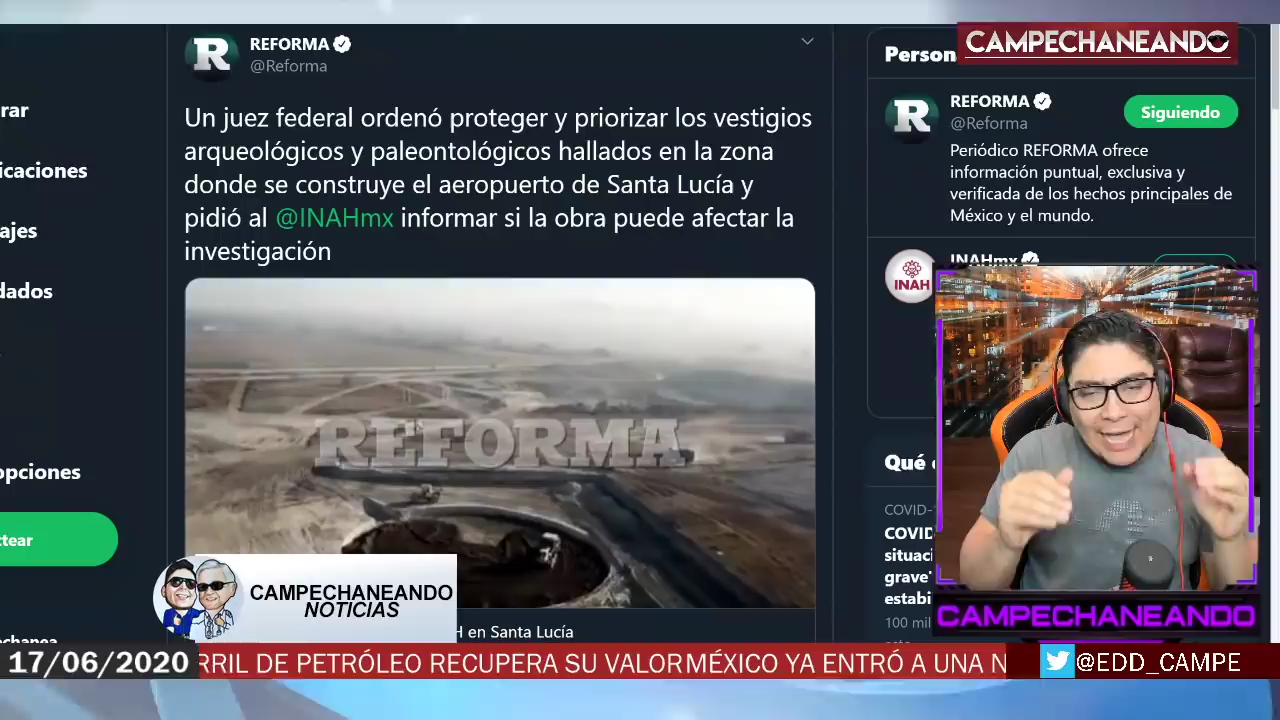 REFORMA
@Reforma
Un juez federal ordenó proteger y priorizar los vestigios
arqueológicos y paleontológicos hallados en la zona
donde se construye el aeropuerto de Santa Lucía y
pidió al @INAHmx informar si la obra puede afectar la
investigación
REFORMA
H en Santa Lucía
rar
icaciones
ajes
dados
opciones
ttear
CAMPECHANEANDO
Person
REFORMA
@Reforma
Siguiendo
Periódico REFORMA ofrece
información puntual, exclusiva y
verificada de los hechos principales de
México y el mundo.
INAHmx
INAH
Qué
COVID-
COVID
situaci
grave"
estabi
100 mil
CAMPECHANEANDO
CAMPECHANEANDO
NOTICIAS
17/06/2020
RRIL DE PETRÓLEO RECUPERA SU VALOR MÉXICO YA ENTRÓ A UNA N
@EDD_CAMPE